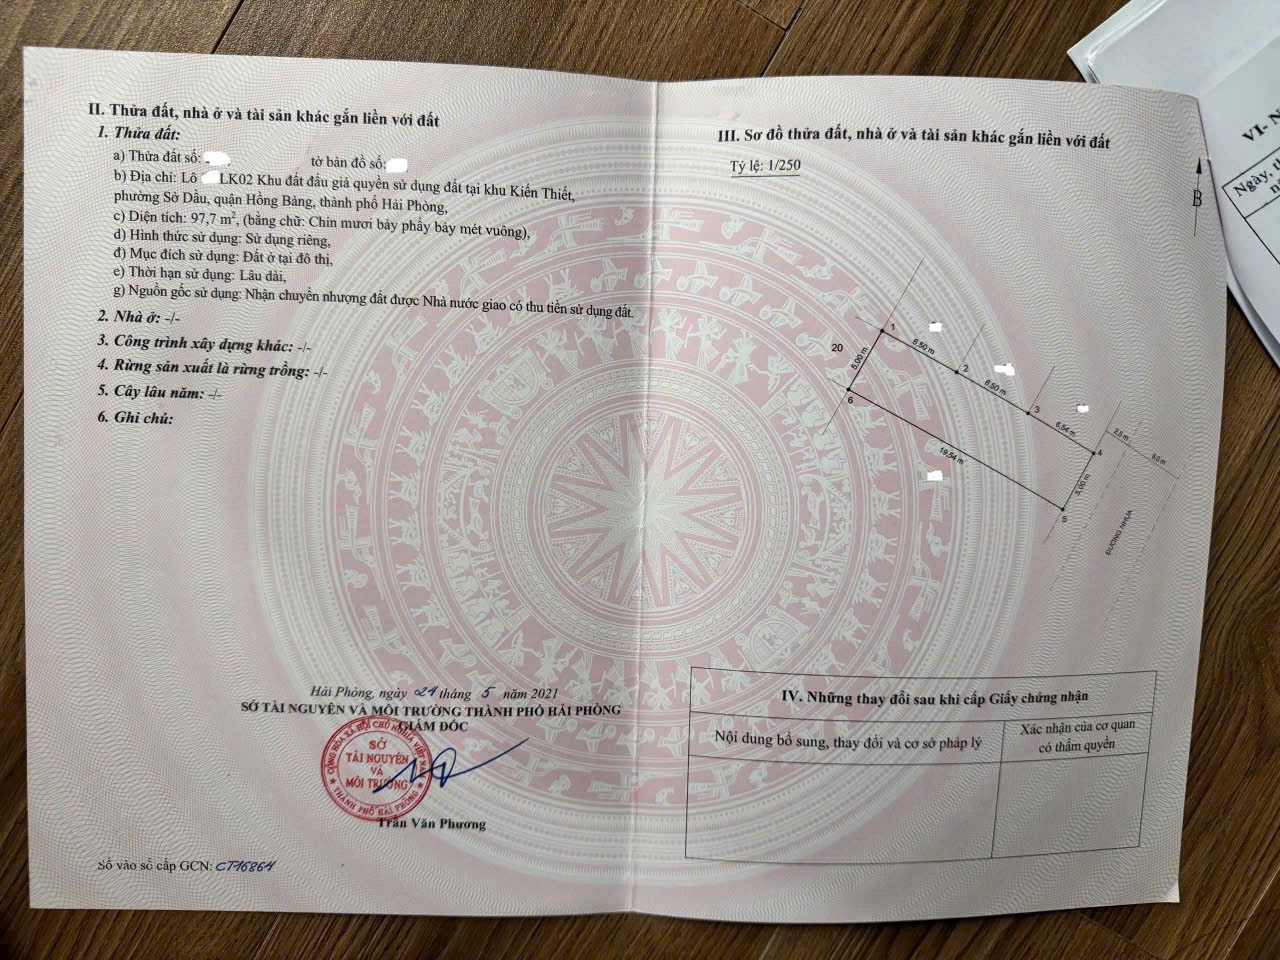 II. Thửa đất, nhà ở và tài sản khác gắn liền với đất
1. Thửa đất:
a) Thửa đất số: tờ bản đồ số:
b) Địa chỉ: Lô LK02 Khu đất đấu giá quyền sử dụng đất tại khu Kiến Thiết,
phường Sở Dầu, quận Hồng Bàng, thành phố Hải Phòng,
c) Diện tích: 97,7 m², (bằng chữ: Chín mươi bảy phẩy bảy mét vuông),
d) Hình thức sử dụng: Sử dụng riêng,
đ) Mục đích sử dụng: Đất ở tại đô thị,
e) Thời hạn sử dụng: Lâu dài,
g) Nguồn gốc sử dụng: Nhận chuyển nhượng đất được Nhà nước giao có thu tiền sử dụng đất.
2. Nhà ở: -/-
3. Công trình xây dựng khác: -/-
4. Rừng sản xuất là rừng trồng: -/-
5. Cây lâu năm: -/-
6. Ghi chú:
Hải Phòng, ngày 24 tháng 5 năm 2021
SỞ TÀI NGUYÊN VÀ MÔI TRƯỜNG THÀNH PHỐ HẢI PHÒNG
GIÁM ĐỐC
CỘNG HÒA XÃ HỘI CHỦ NGHĨA VIỆT NAM
SỞ
TÀI NGUYÊN
VÀ
MÔI TRƯỜNG
THÀNH PHỐ HẢI PHÒNG
Trần Văn Phương
Số vào sổ cấp GCN: CT16864
III. Sơ đồ thửa đất, nhà ở và tài sản khác gắn liền với đất
Tỷ lệ: 1/250
B
1
6,50 m
20
5,00 m
2
6,50 m
6
3
6,54 m
2,5 m
4
6,0 m
19,54 m
5,00 m
5
ĐƯỜNG NHỰA
IV. Những thay đổi sau khi cấp Giấy chứng nhận
Nội dung bổ sung, thay đổi và cơ sở pháp lý
Xác nhận của cơ quan
có thẩm quyền
VI- N
Ngày, th